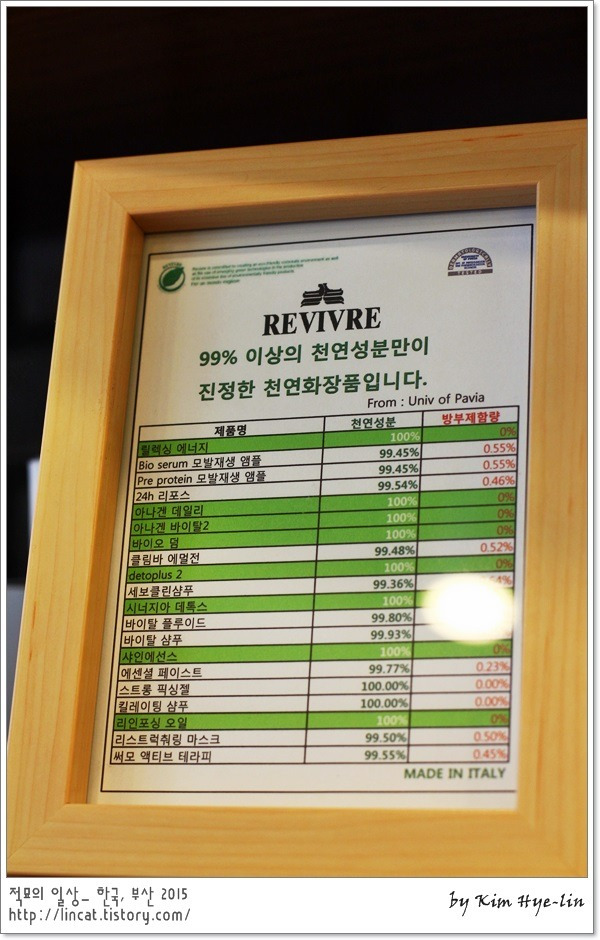 REVIVRE
99% 이상의 천연성분만이
진정한 천연화장품입니다.
From : Univ of Pavia
제품명 천연성분 방부제함량
릴렉싱 에너지 100% 0%
Bio serum 모발재생 앰플 99.45% 0.55%
Pre protein 모발재생 앰플 99.45% 0.55%
24h 리포스 99.54% 0.46%
아나겐 데일리 100% 0%
아나겐 바이탈2 100% 0%
바이오 덤 100% 0%
클림바 에멀전 99.48% 0.52%
detoplus 2 100% 0%
세보클린샴푸 99.36%
시너지아 데톡스 100%
바이탈 플루이드 99.80%
바이탈 샴푸 99.93%
샤인에선스 100% 0%
에센셜 페이스트 99.77% 0.23%
스트롱 픽싱젤 100.00% 0.00%
킬레이팅 샴푸 100.00% 0.00%
리인포싱 오일 100% 0%
리스트럭춰링 마스크 99.50% 0.50%
써모 액티브 테라피 99.55% 0.45%
MADE IN ITALY
적묘의 일상_ 한국, 부산 2015
http://lincat.tistory.com/
by Kim Hye-lin